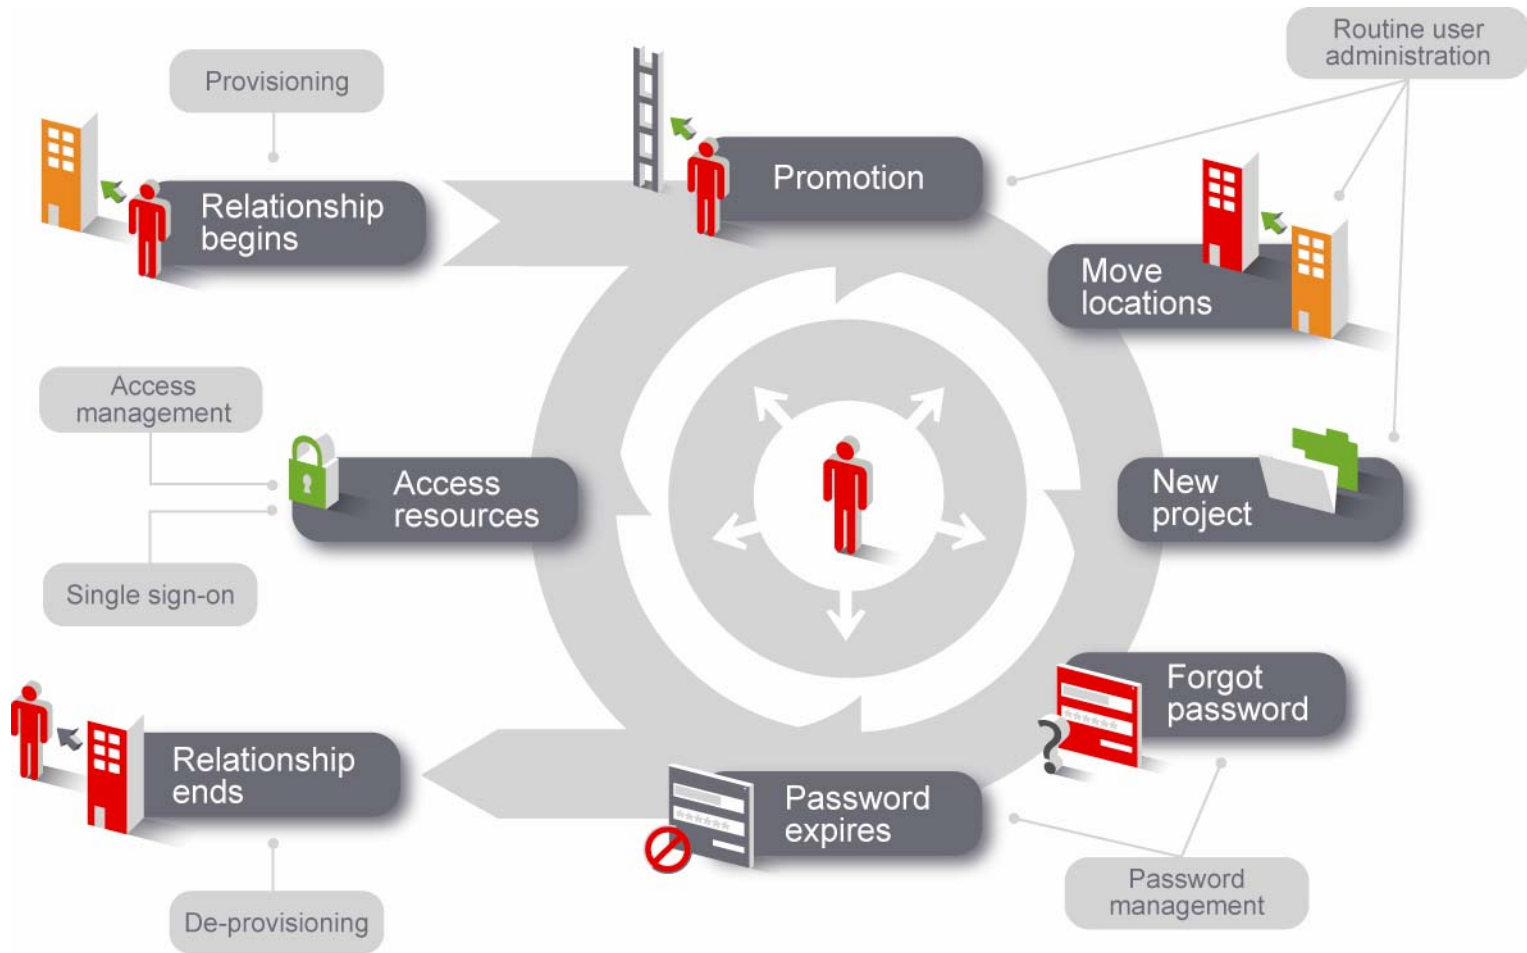 Routine user
administration
Provisioning
Promotion
Relationship
begins
Move
locations
Access
management
Access
resources
New
project
Single sign-on
Forgot
password
Relationship
ends
Password
expires
Password
management
De-provisioning